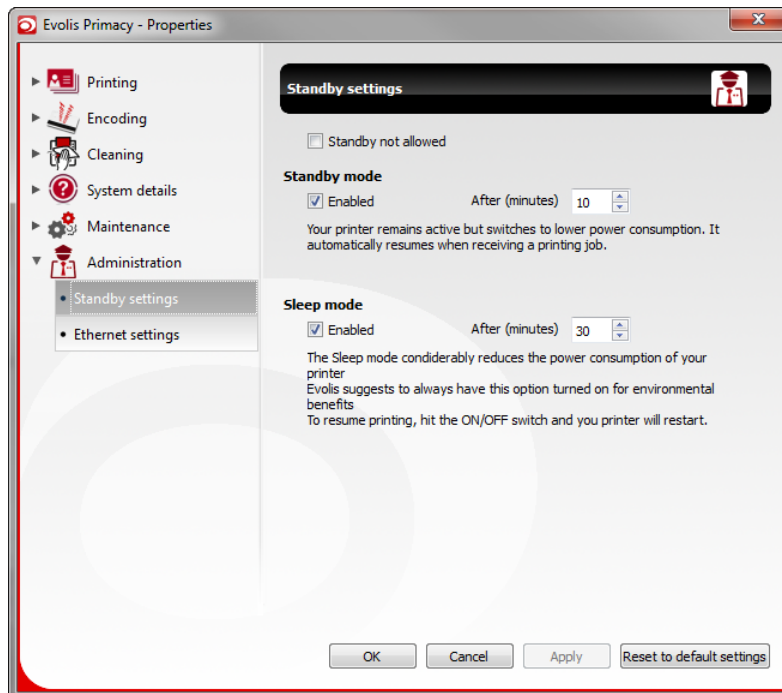 Evolis Primacy - Properties
Printing
Encoding
Cleaning
System details
Maintenance
Administration
Standby settings
Ethernet settings
Standby settings
Standby not allowed
Standby mode
Enabled After (minutes) 10
Your printer remains active but switches to lower power consumption. It
automatically resumes when receiving a printing job.
Sleep mode
Enabled After (minutes) 30
The Sleep mode condiderably reduces the power consumption of your
printer
Evolis suggests to always have this option turned on for environmental
benefits
To resume printing, hit the ON/OFF switch and you printer will restart.
OK Cancel Apply Reset to default settings